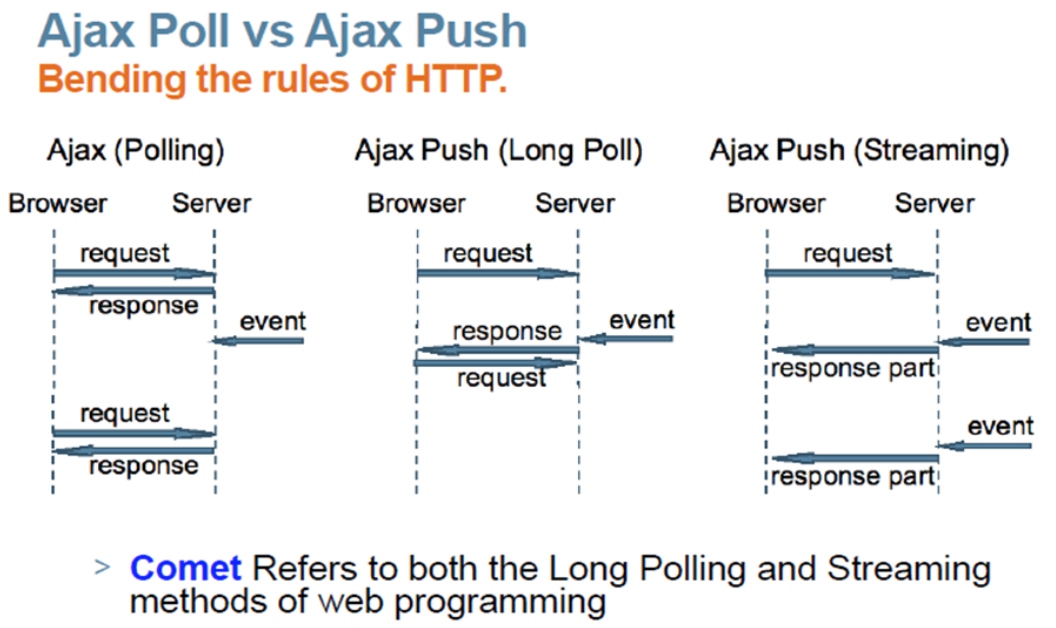 Ajax Poll vs Ajax Push
Bending the rules of HTTP.
Ajax (Polling)
Browser Server
request
response
event
request
response
Ajax Push (Long Poll)
Browser Server
request
event
response
request
Ajax Push (Streaming)
Browser Server
request
event
response part
event
response part
> Comet Refers to both the Long Polling and Streaming
methods of web programming